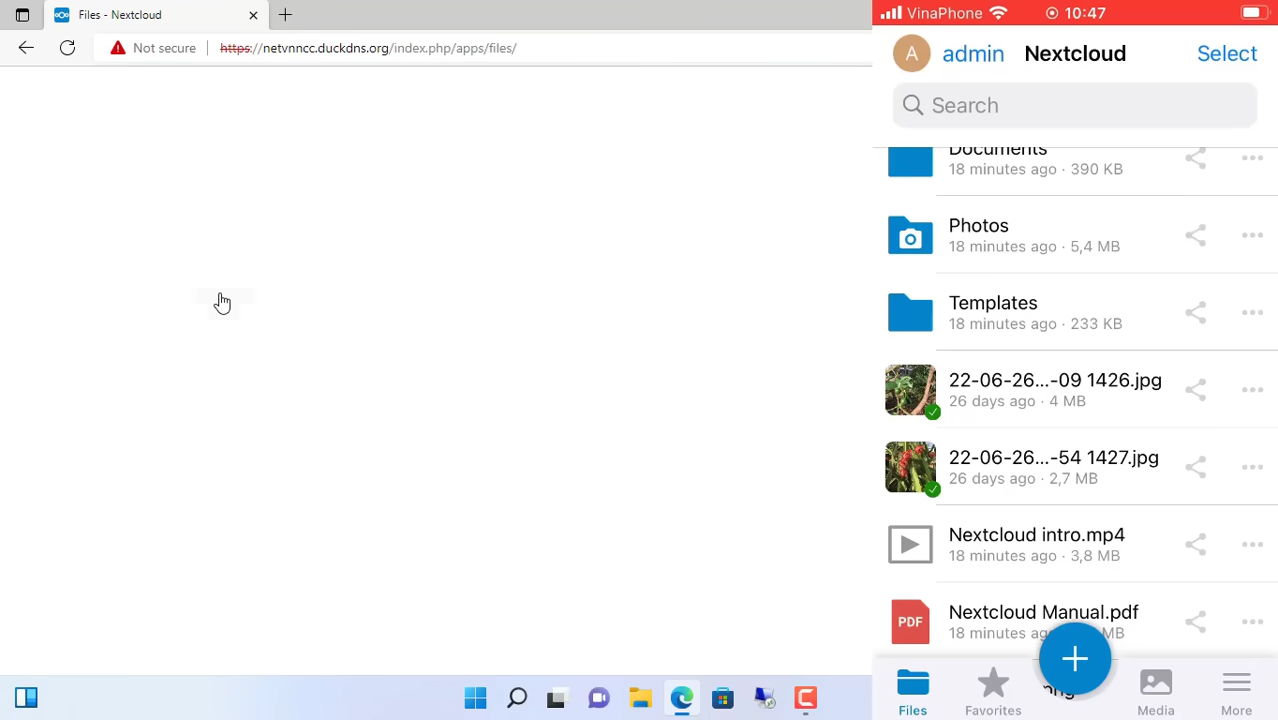 Files - Nextcloud
Not secure https://netvnncc.duckdns.org/index.php/apps/files/
VinaPhone 10:47
A admin Nextcloud Select
Search
Documents
18 minutes ago · 390 KB
Photos
18 minutes ago · 5,4 MB
Templates
18 minutes ago · 233 KB
22-06-26...-09 1426.jpg
26 days ago · 4 MB
22-06-26...-54 1427.jpg
26 days ago · 2,7 MB
Nextcloud intro.mp4
18 minutes ago · 3,8 MB
PDF
Nextcloud Manual.pdf
18 minutes ago MB
Files Favorites Media More